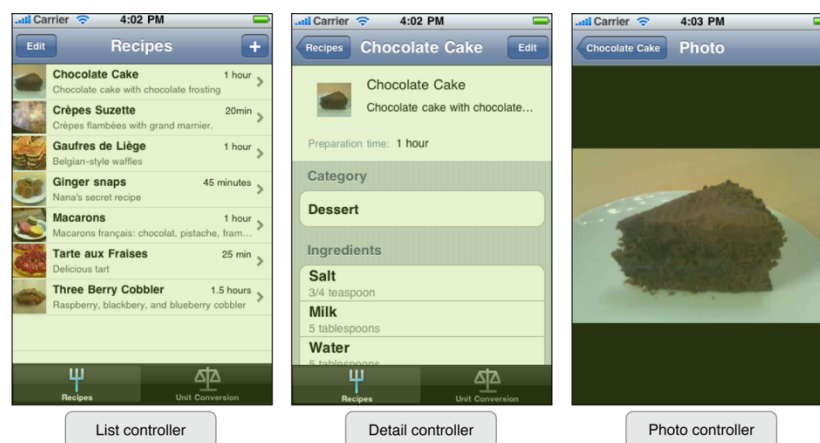 Carrier 4:02 PM
Edit Recipes +
Chocolate Cake 1 hour
Chocolate cake with chocolate frosting
Crêpes Suzette 20min
Crêpes flambées with grand marnier.
Gaufres de Liège 1 hour
Belgian-style waffles
Ginger snaps 45 minutes
Nana's secret recipe
Macarons 1 hour
Macarons français: chocolat, pistache, fram...
Tarte aux Fraises 25 min
Delicious tart
Three Berry Cobbler 1.5 hours
Raspberry, blackbery, and blueberry cobbler
Recipes Unit Conversion
List controller
Carrier 4:02 PM
Recipes Chocolate Cake Edit
Chocolate Cake
Chocolate cake with chocolate...
Preparation time: 1 hour
Category
Dessert
Ingredients
Salt
3/4 teaspoon
Milk
5 tablespoons
Water
5 tablespoons
Recipes Unit Conversion
Detail controller
Carrier 4:03 PM
Chocolate Cake Photo
Photo controller